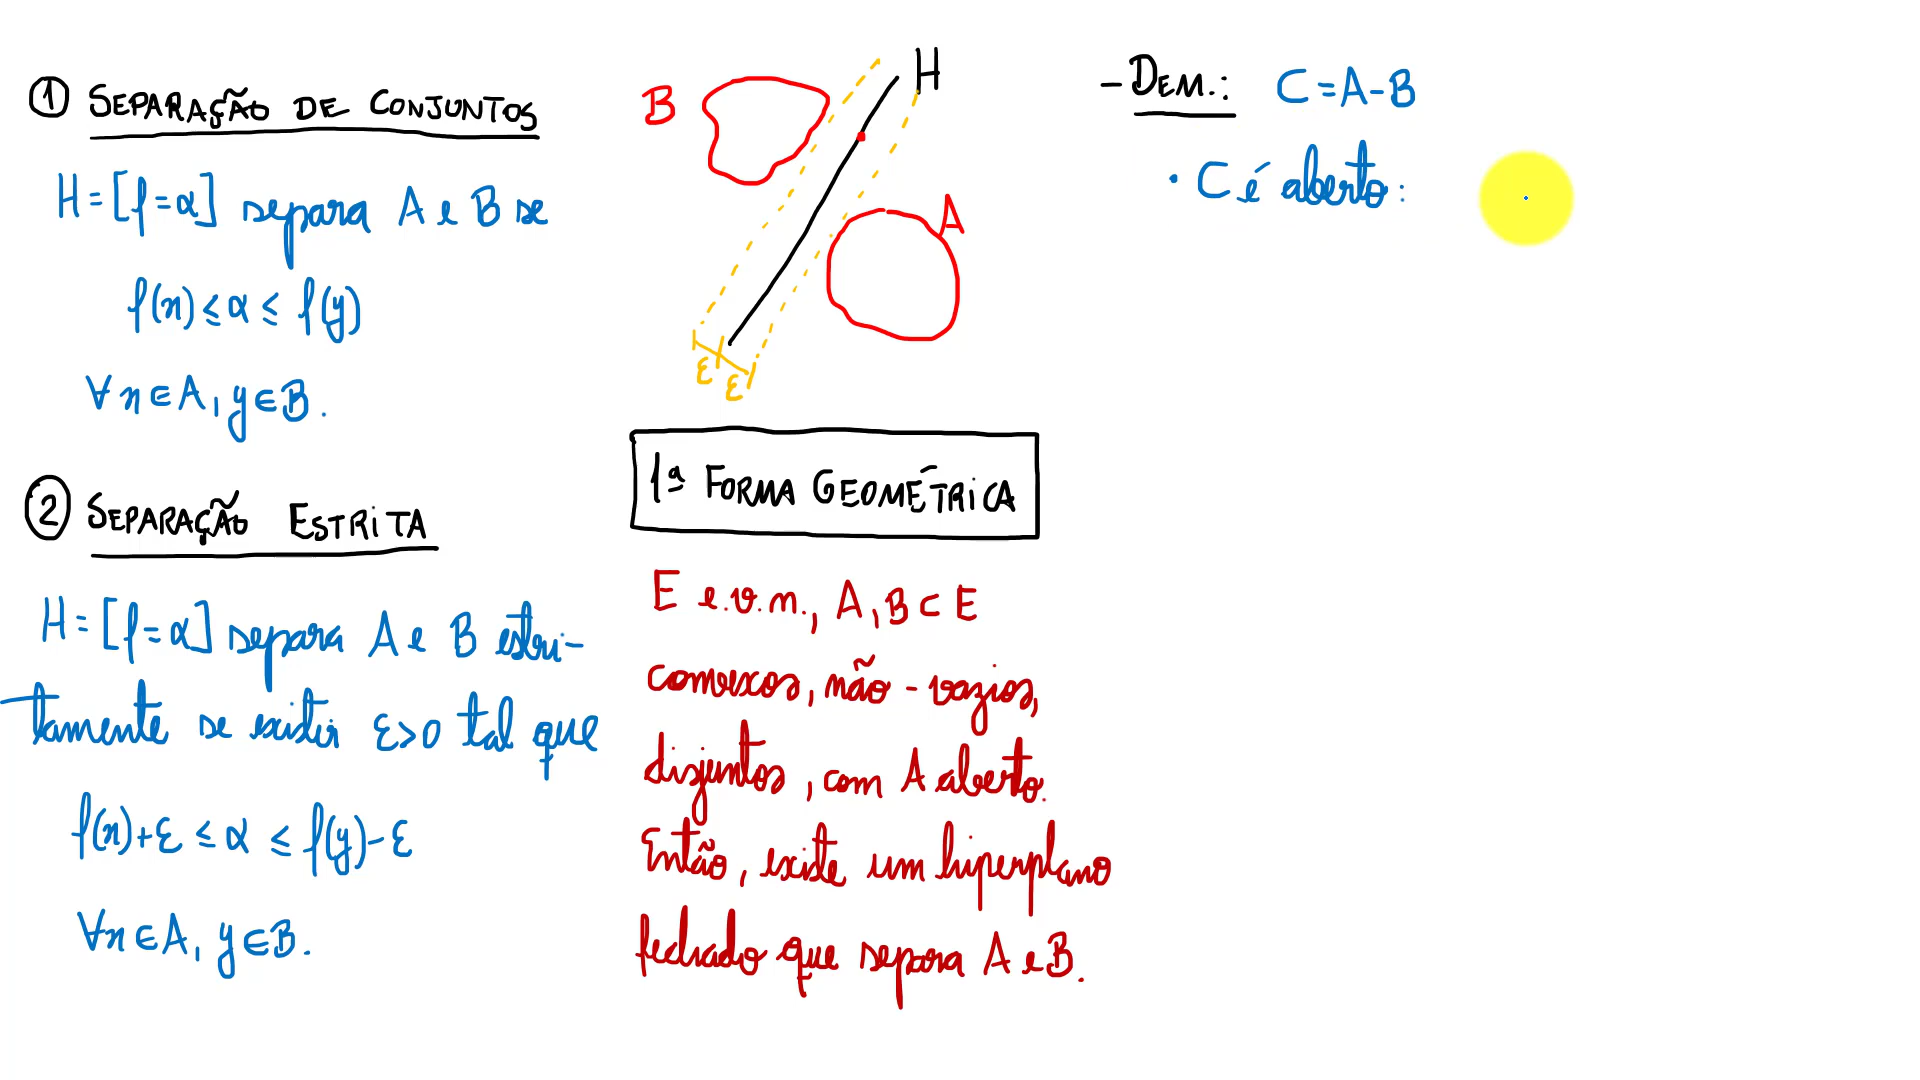 ① SEPARAÇÃO DE CONJUNTOS
H=[f=α] separa A e B se
f(x)≤α≤f(y)
∀x∈A, y∈B.
② SEPARAÇÃO ESTRITA
H=[f=α] separa A e B estri-
tamente se existir ε>0 tal que
f(x)+ε ≤ α ≤ f(y)-ε
∀x∈A, y∈B.
B
H
A
ε
ε
1ª FORMA GEOMÉTRICA
E e.v.n., A, B⊂E
convexos, não-vazios,
disjuntos, com A aberto.
Então, existe um hiperplano
fechado que separa A e B.
- DEM.: C=A-B
• C é aberto: